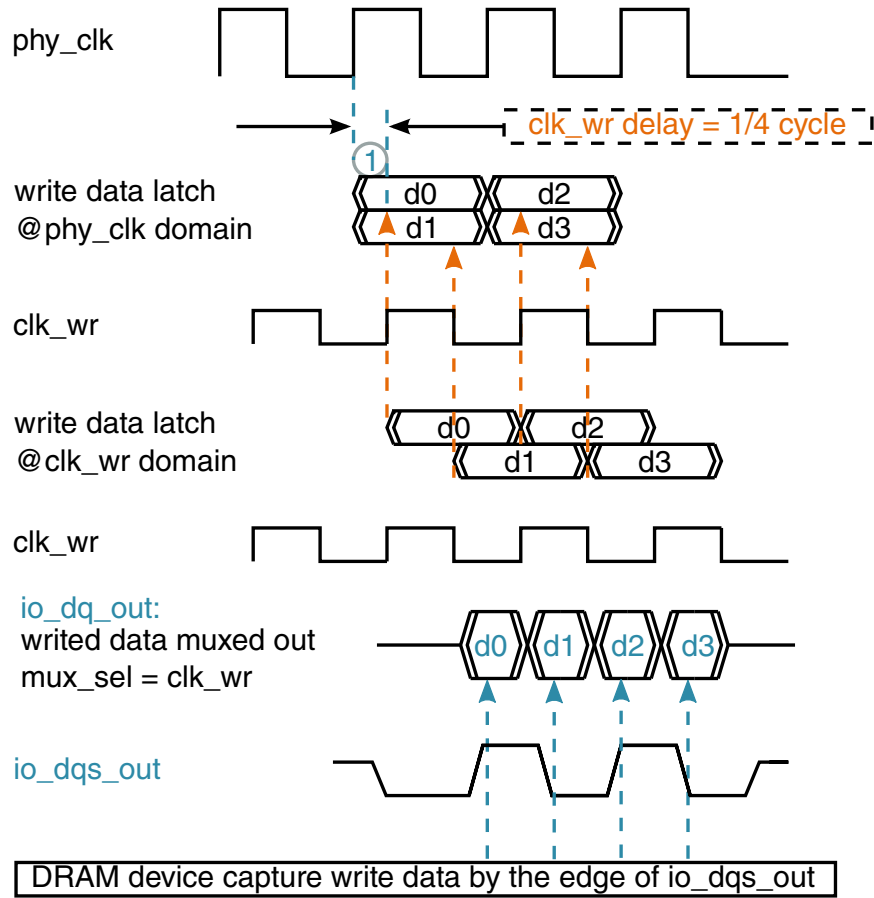 phy_clk
clk_wr delay = 1/4 cycle
1
write data latch
@phy_clk domain
d0
d2
d1
d3
clk_wr
write data latch
@clk_wr domain
d0
d2
d1
d3
clk_wr
io_dq_out:
writed data muxed out
mux_sel = clk_wr
d0
d1
d2
d3
io_dqs_out
DRAM device capture write data by the edge of io_dqs_out